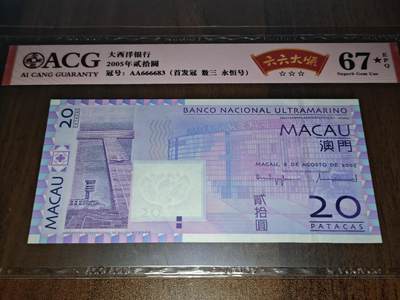 ACG
AI CANG GUARANTY
大西洋银行
2005年贰拾圆
冠号: AA666683 (首发冠 数三 永恒号)
六六大顺
67★
EPQ
Superb Gem Unc
20
BANCO NACIONAL ULTRAMARINO
MACAU
澳門
MACAU, 8 DE AGOSTO DE 2005
MACAU
20
貳拾圓
20
PATACAS